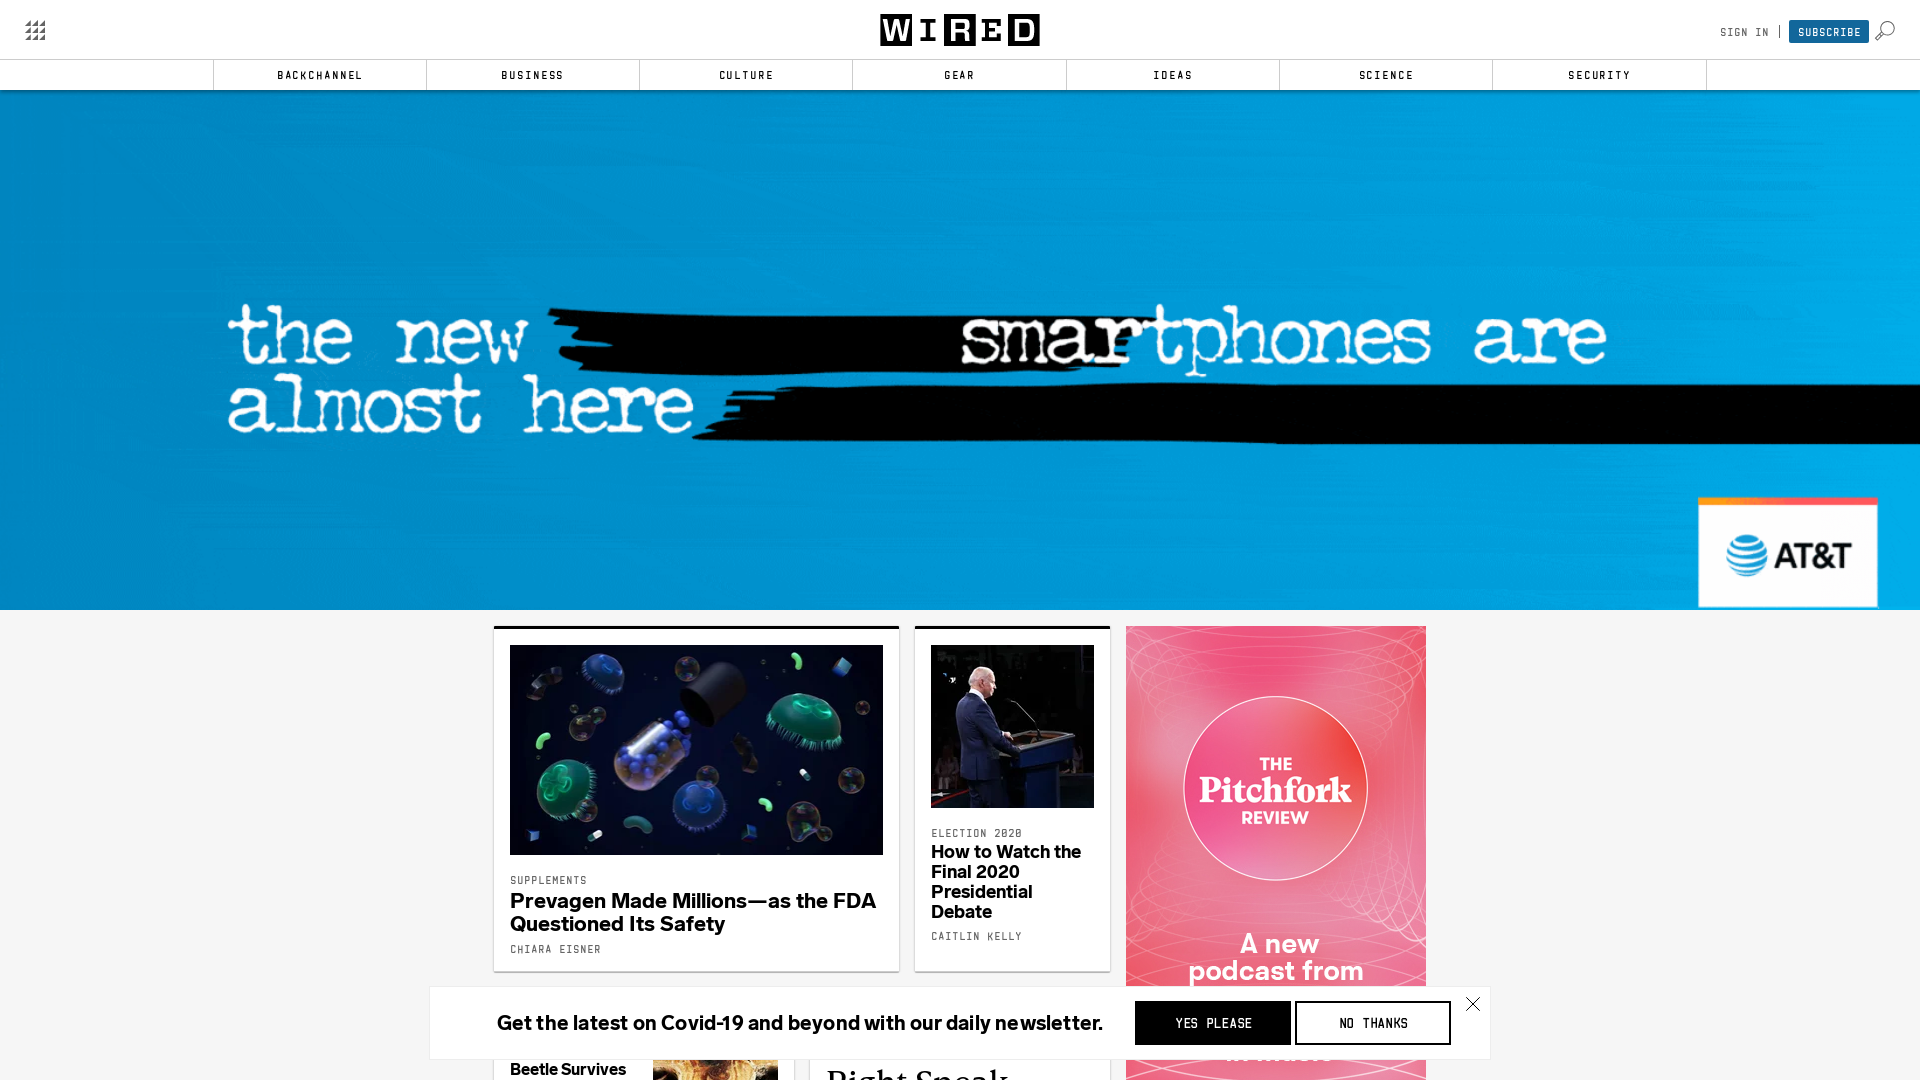 WIRED
SIGN IN
SUBSCRIBE
BACKCHANNEL
BUSINESS
CULTURE
GEAR
IDEAS
SCIENCE
SECURITY
the new smartphones are
almost here
AT&T
SUPPLEMENTS
Prevagen Made Millions—as the FDA
Questioned Its Safety
CHIARA EISNER
ELECTION 2020
How to Watch the
Final 2020
Presidential
Debate
CAITLIN KELLY
THE
Pitchfork
REVIEW
A new
podcast from
Get the latest on Covid-19 and beyond with our daily newsletter.
YES PLEASE
NO THANKS
Beetle Survives